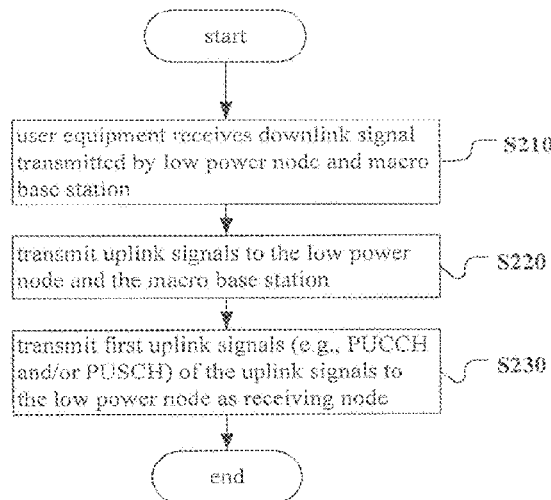 start
user equipment receives downlink signal
transmitted by low power node and macro
base station
S210
transmit uplink signals to the low power
node and the macro base station
S220
transmit first uplink signals (e.g., PUCCH
and/or PUSCH) of the uplink signals to
the low power node as receiving node
S230
end